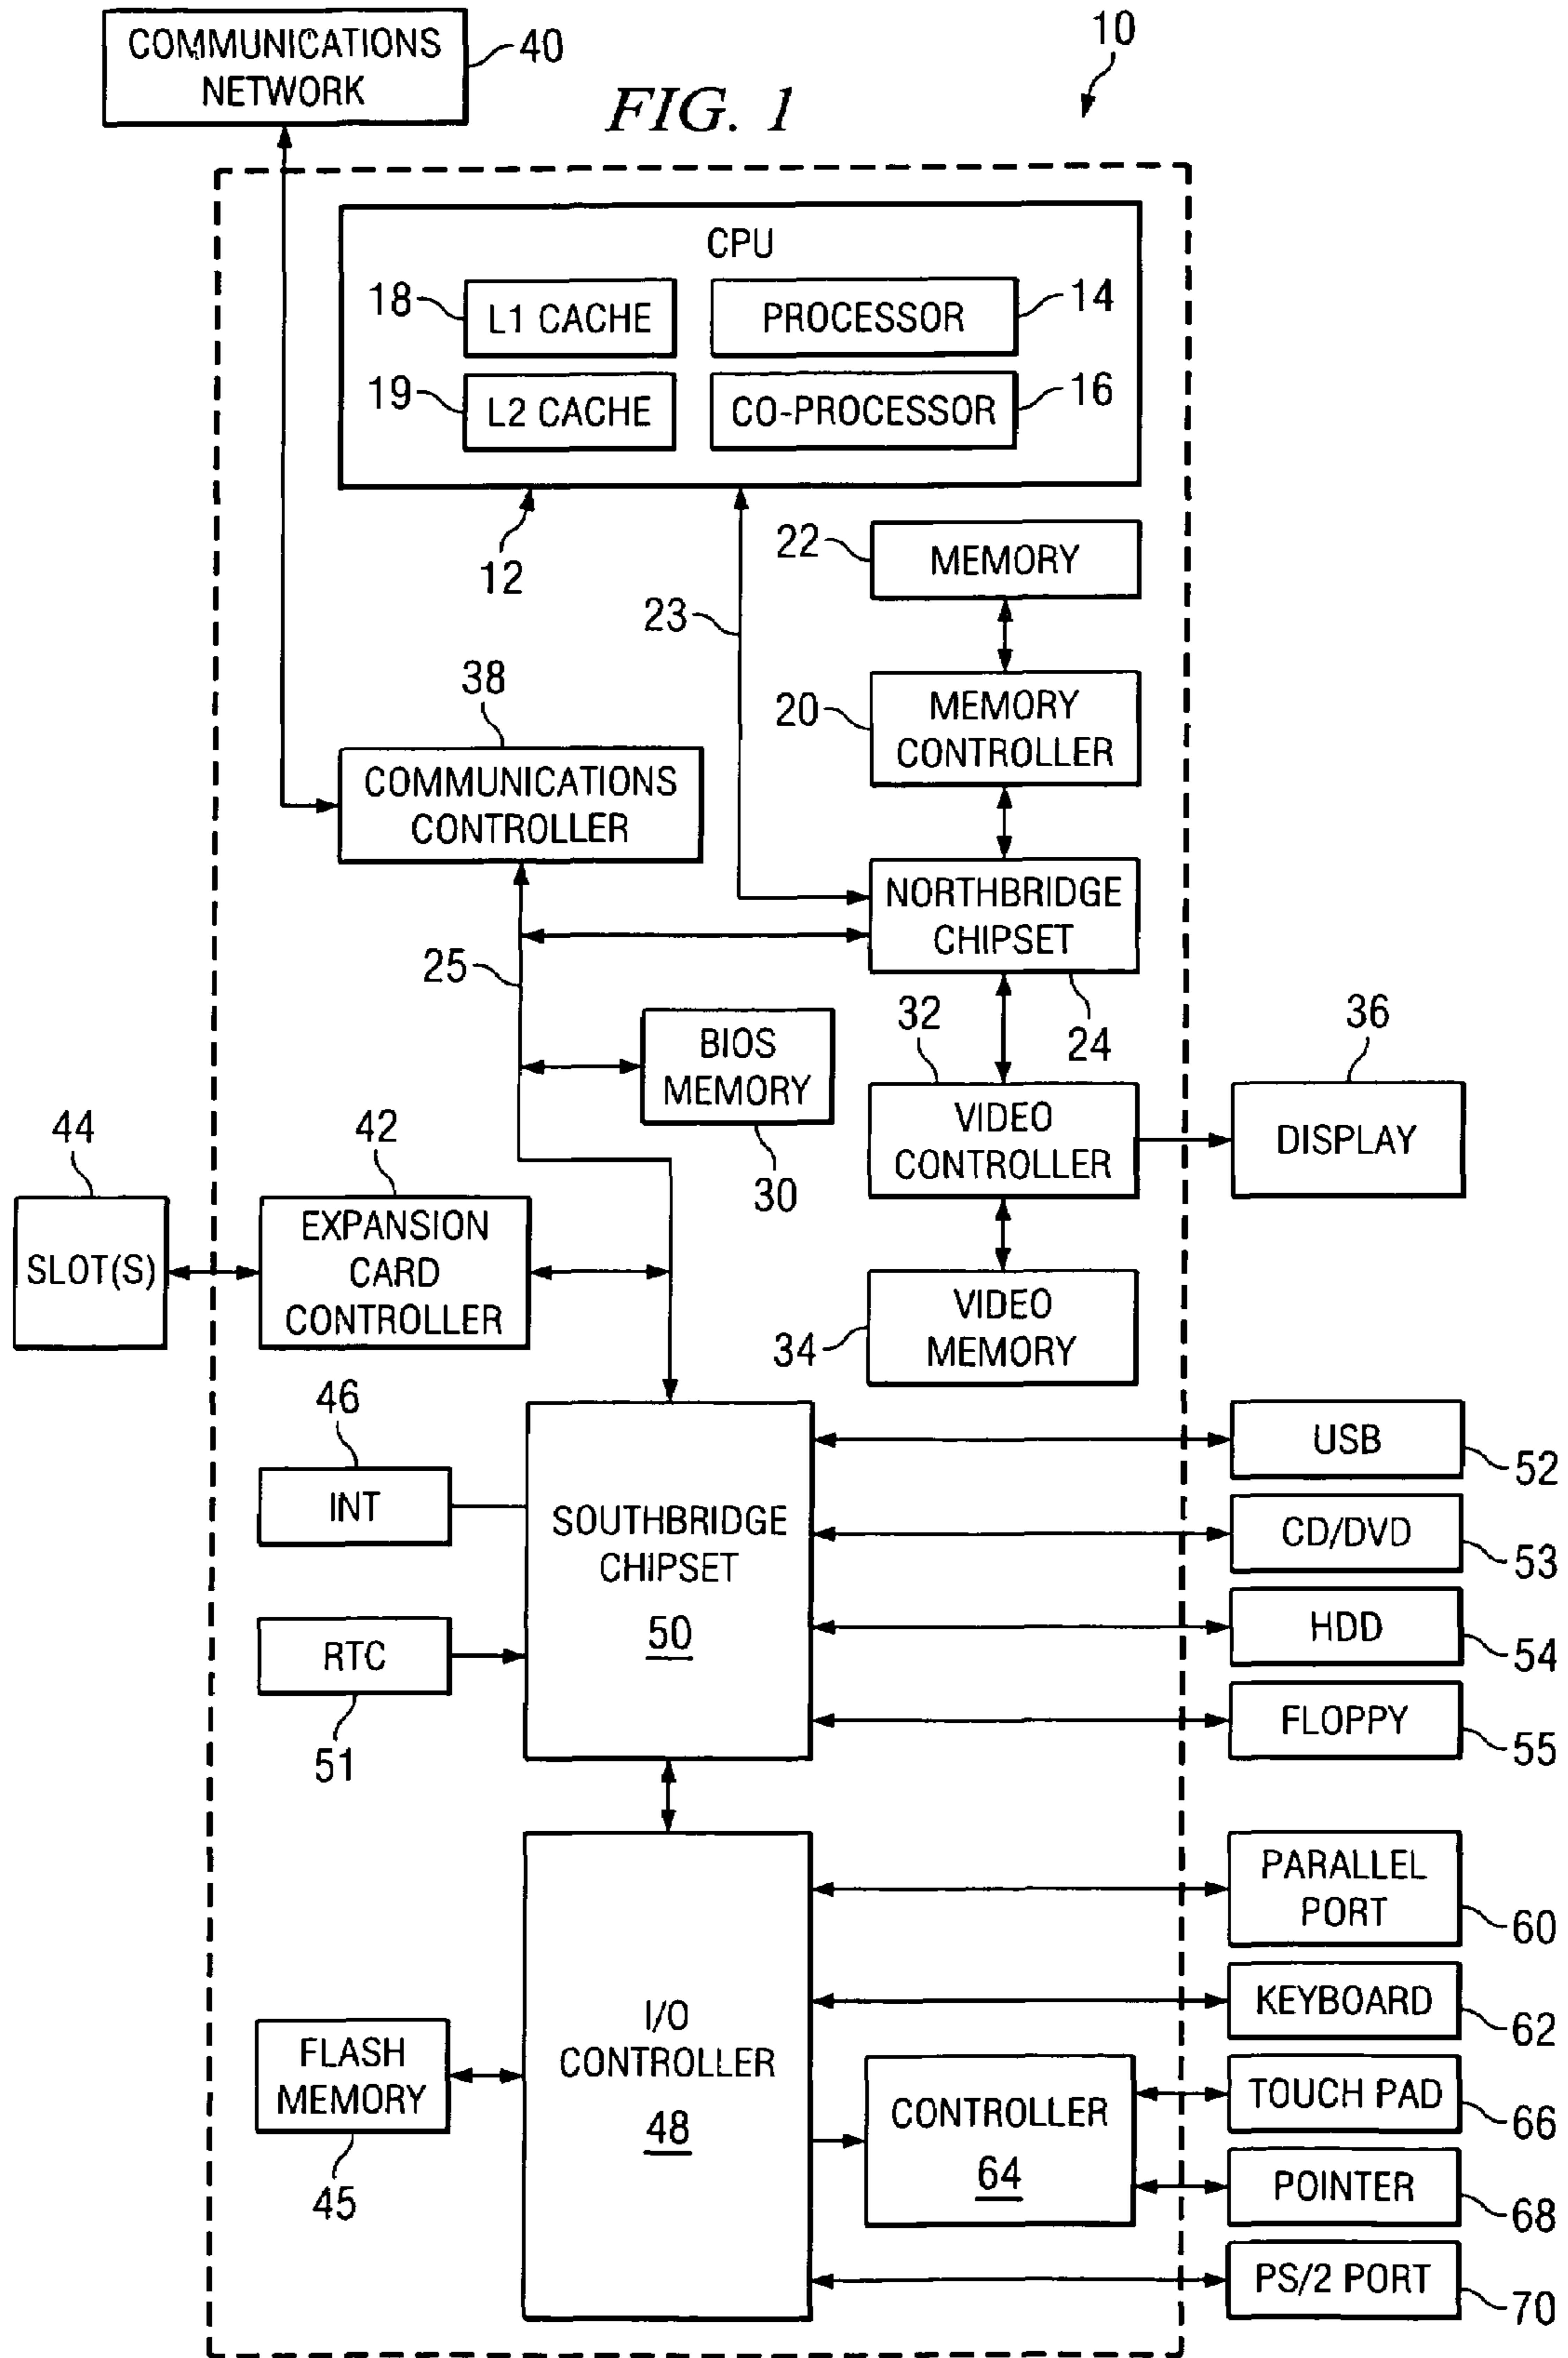 COMMUNICATIONS
NETWORK
40
10
FIG. 1
CPU
18
L1 CACHE
PROCESSOR
14
19
L2 CACHE
CO-PROCESSOR
16
12
22
MEMORY
23
38
20
MEMORY
CONTROLLER
COMMUNICATIONS
CONTROLLER
NORTHBRIDGE
CHIPSET
25
24
BIOS
MEMORY
30
32
36
VIDEO
CONTROLLER
DISPLAY
44
42
SLOT(S)
EXPANSION
CARD
CONTROLLER
34
VIDEO
MEMORY
46
INT
SOUTHBRIDGE
CHIPSET
50
RTC
51
USB
52
CD/DVD
53
HDD
54
FLOPPY
55
PARALLEL
PORT
60
I/O
CONTROLLER
48
KEYBOARD
62
FLASH
MEMORY
45
CONTROLLER
64
TOUCH PAD
66
POINTER
68
PS/2 PORT
70